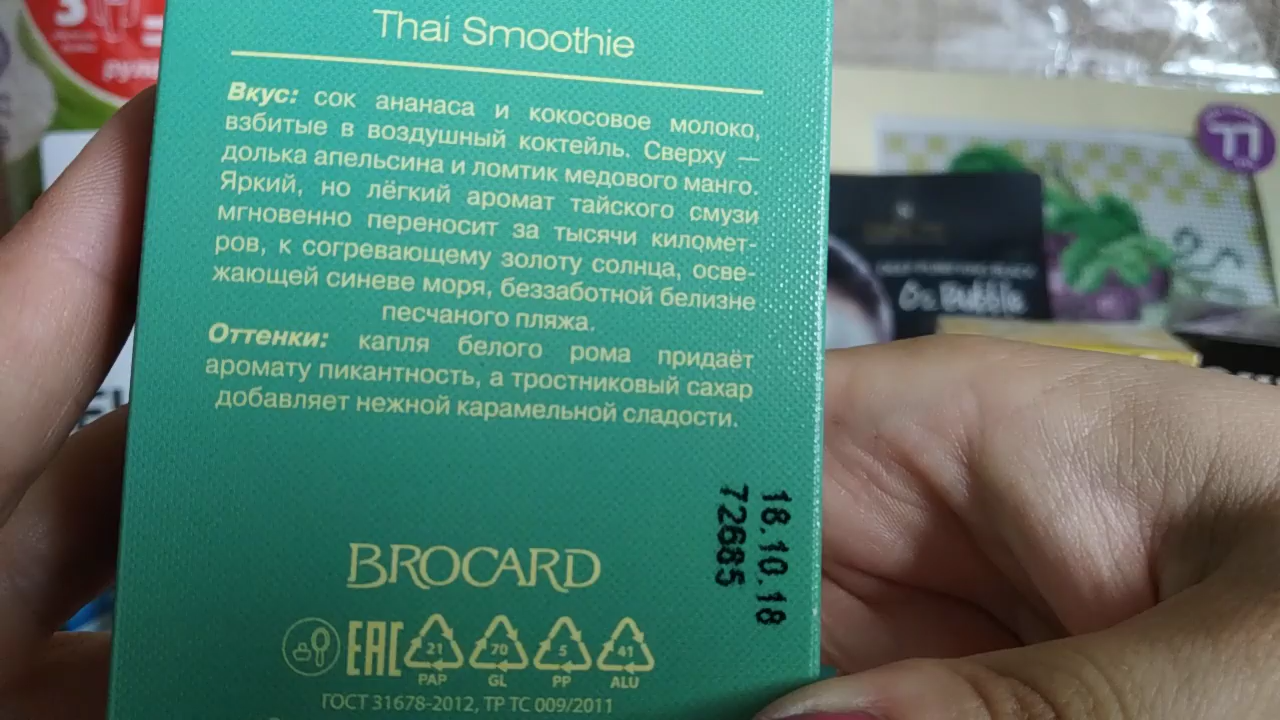 Thai Smoothie
Вкус: сок ананаса и кокосовое молоко,
взбитые в воздушный коктейль. Сверху —
долька апельсина и ломтик медового манго.
Яркий, но лёгкий аромат тайского смузи
мгновенно переносит за тысячи километ-
ров, к согревающему золоту солнца, осве-
жающей синеве моря, беззаботной белизне
песчаного пляжа.
Оттенки: капля белого рома придаёт
аромату пикантность, а тростниковый сахар
добавляет нежной карамельной сладости.
18.10.18
72685
BROCARD
EAC
21
70
5
41
PAP
GL
PP
ALU
ГОСТ 31678-2012, ТР ТС 009/2011